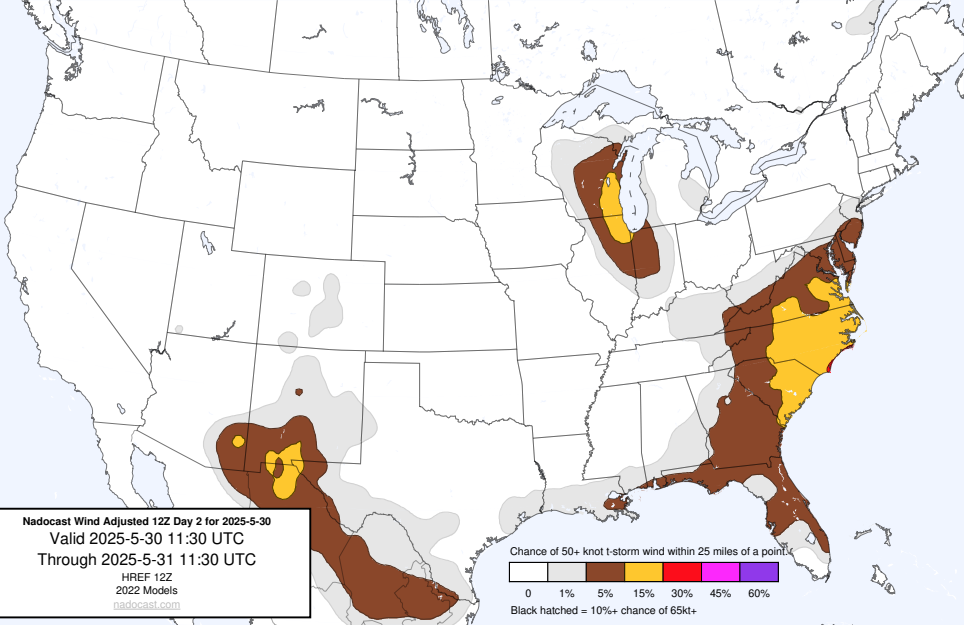 Nadocast Wind Adjusted 12Z Day 2 for 2025-5-30
Valid 2025-5-30 11:30 UTC
Through 2025-5-31 11:30 UTC
HREF 12Z
2022 Models
nadocast.com
Chance of 50+ knot t-storm wind within 25 miles of a point.
0 1% 5% 15% 30% 45% 60%
Black hatched = 10%+ chance of 65kt+